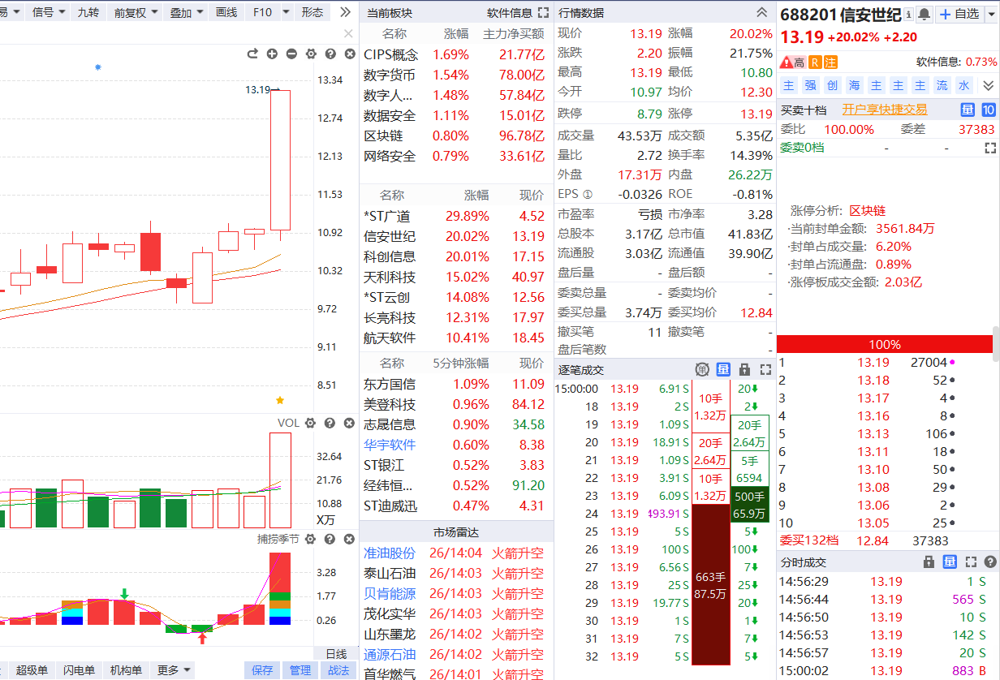 易 信号 九转 前复权 叠加 画线 F10 形态
13.19
13.34
12.74
12.13
11.53
10.92
10.32
9.72
9.11
8.51
VOL
32.64
21.76
10.88
X万
捕捞季节
3.28
1.77
0.26
日线
超级单 闪电单 机构单 更多 保存 管理 战法
当前板块 软件信息
名称 涨幅 主力净买额
CIPS概念 1.69% 21.77亿
数字货币 1.54% 78.00亿
数字人... 1.48% 57.84亿
数据安全 1.11% 15.01亿
区块链 0.80% 96.78亿
网络安全 0.79% 33.61亿
名称 涨幅 现价
*ST广道 29.89% 4.52
信安世纪 20.02% 13.19
科创信息 20.01% 17.15
天利科技 15.02% 40.97
*ST云创 14.08% 12.56
长亮科技 12.31% 17.97
航天软件 10.41% 18.45
名称 5分钟涨幅 现价
东方国信 1.09% 11.09
美登科技 0.96% 84.12
志晟信息 0.90% 34.58
华宇软件 0.60% 8.38
ST银江 0.52% 3.83
经纬恒... 0.52% 91.20
ST迪威迅 0.47% 4.31
市场雷达
准油股份 26/14:04 火箭升空
泰山石油 26/14:03 火箭升空
贝肯能源 26/14:03 火箭升空
茂化实华 26/14:03 火箭升空
山东墨龙 26/14:02 火箭升空
通源石油 26/14:02 火箭升空
首华燃气 26/14:01 火箭升空
行情数据
现价 13.19 涨幅 20.02%
涨跌 2.20 振幅 21.75%
最高 13.19 最低 10.80
今开 10.97 均价 12.30
跌停 8.79 涨停 13.19
成交量 43.53万 成交额 5.35亿
量比 2.72 换手率 14.39%
外盘 17.31万 内盘 26.22万
EPS ① -0.0326 ROE -0.81%
市盈率 亏损 市净率 3.28
总股本 3.17亿 总市值 41.83亿
流通股 3.03亿 流通值 39.90亿
盘后量 - 盘后额 -
委卖总量 - 委卖均价 -
委买总量 3.74万 委买均价 12.84
撤买笔 11 撤卖笔 -
盘后笔数 -
逐笔成交 单 量
15:00:00 13.19 6.91 S
18 13.19 2 S
19 13.19 1.09 S
20 13.19 18.91 S
21 13.19 1.09 S
22 13.19 3.91 S
23 13.19 6.09 S
24 13.19 493.91 S
25 13.19 5 S
26 13.19 100 S
27 13.19 6.56 S
28 13.19 25 S
29 13.19 19.77 S
30 13.19 1 S
31 13.19 7 S
32 13.19 5 S
10手
1.32万
20手
2.64万
10手
1.32万
663手
87.5万
20
2
20手
2.64万
5手
6594
500手
65.9万
5
100
7
25
20
1
7
5
688201 信安世纪 自选
13.19 +20.02% +2.20
高 R 注 软件信息: 0.73%
主 强 创 海 主 主 主 流 水
买卖十档 开户享快捷交易 量 10
委比 100.00% 委差 37383
委卖0档 - -
涨停分析: 区块链
·当前封单金额: 3561.84万
·封单占成交量: 6.20%
·封单占流通盘: 0.89%
·涨停板成交金额: 2.03亿
100%
1 13.19 27004
2 13.18 52
3 13.17 4
4 13.16 8
5 13.13 106
6 13.11 18
7 13.10 50
8 13.08 29
9 13.06 2
10 13.05 25
委买132档 12.84 37383
分时成交 量
14:56:29 13.19 1 S
14:56:44 13.19 565 S
14:56:50 13.19 10 S
14:56:53 13.19 142 S
14:56:57 13.19 20 S
15:00:02 13.19 883 B